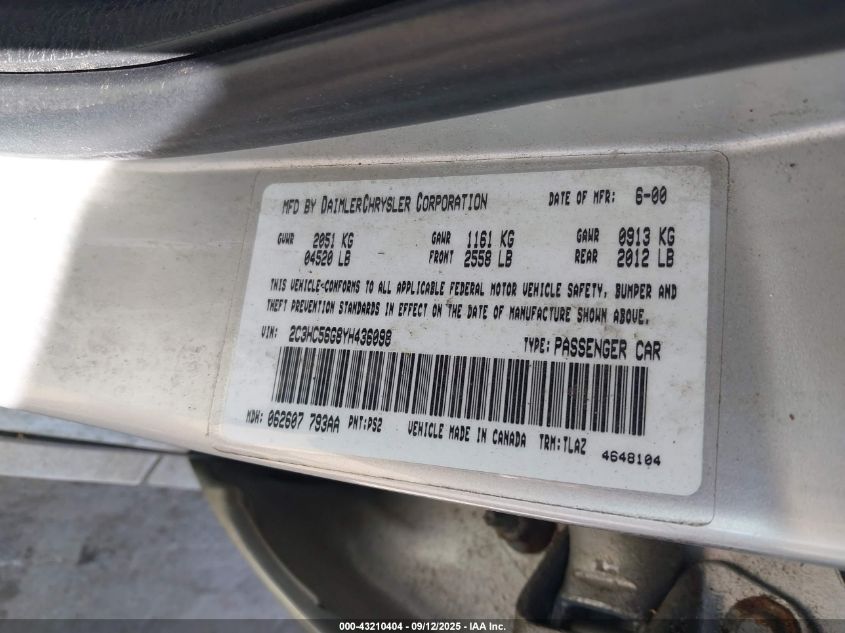 MFD BY DAIMLERCHRYSLER CORPORATION DATE OF MFR: 6-00
GVWR 2051 KG GAWR 1161 KG GAWR 0913 KG
04520 LB FRONT 2558 LB REAR 2012 LB
THIS VEHICLE CONFORMS TO ALL APPLICABLE FEDERAL MOTOR VEHICLE SAFETY, BUMPER AND
THEFT PREVENTION STANDARDS IN EFFECT ON THE DATE OF MANUFACTURE SHOWN ABOVE.
VIN: 2C3HC56G8YH436098 TYPE: PASSENGER CAR
MDH: 062607 793AA PNT:PS2 VEHICLE MADE IN CANADA TRM:TLAZ
4648104
000-43210404 - 09/12/2025 - IAA Inc.